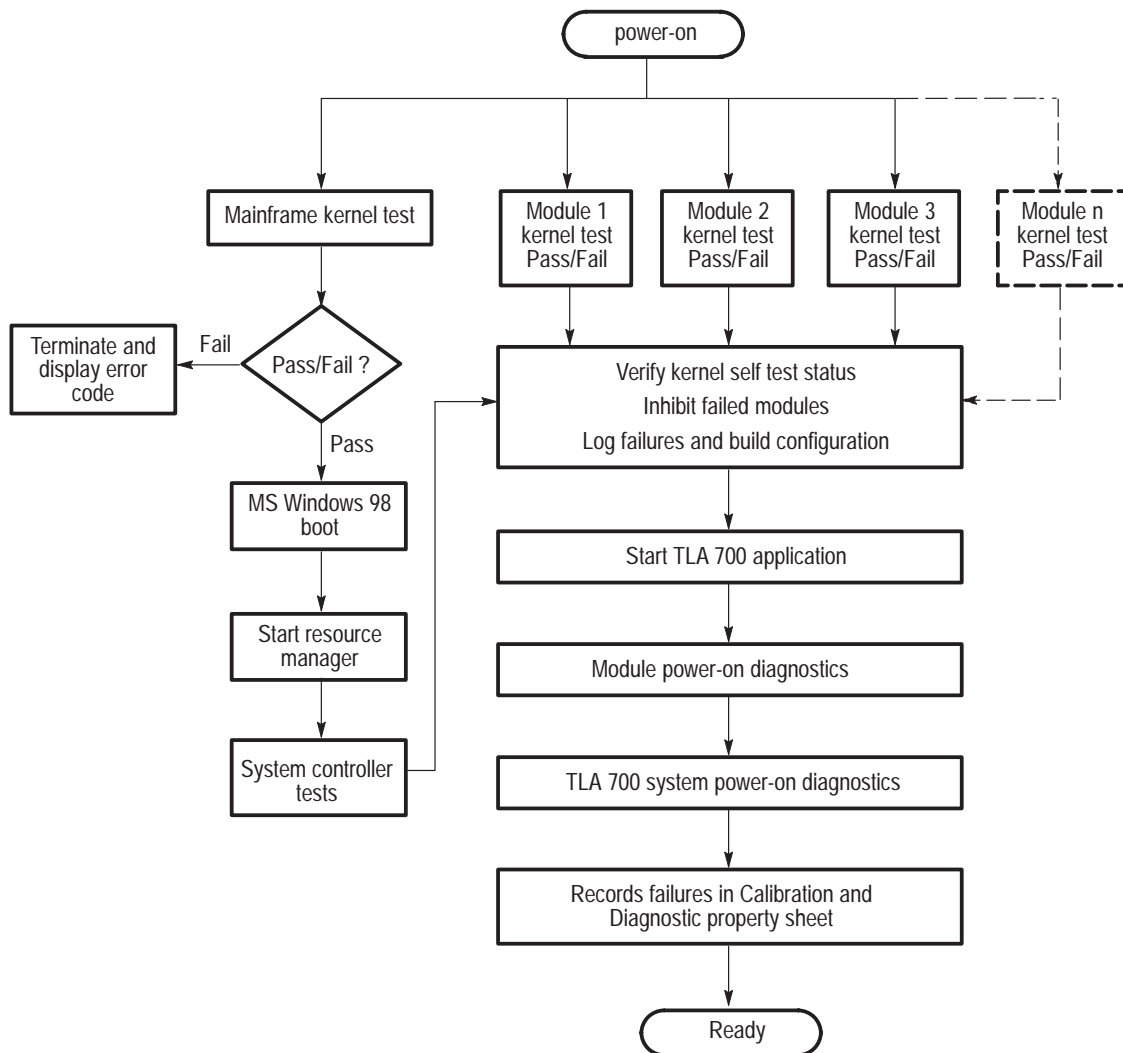 power-on
Mainframe kernel test
Module 1
kernel test
Pass/Fail
Module 2
kernel test
Pass/Fail
Module 3
kernel test
Pass/Fail
Module n
kernel test
Pass/Fail
Terminate and
display error
code
Fail
Pass/Fail ?
Pass
Verify kernel self test status
Inhibit failed modules
Log failures and build configuration
MS Windows 98
boot
Start TLA 700 application
Start resource
manager
Module power-on diagnostics
System controller
tests
TLA 700 system power-on diagnostics
Records failures in Calibration and
Diagnostic property sheet
Ready